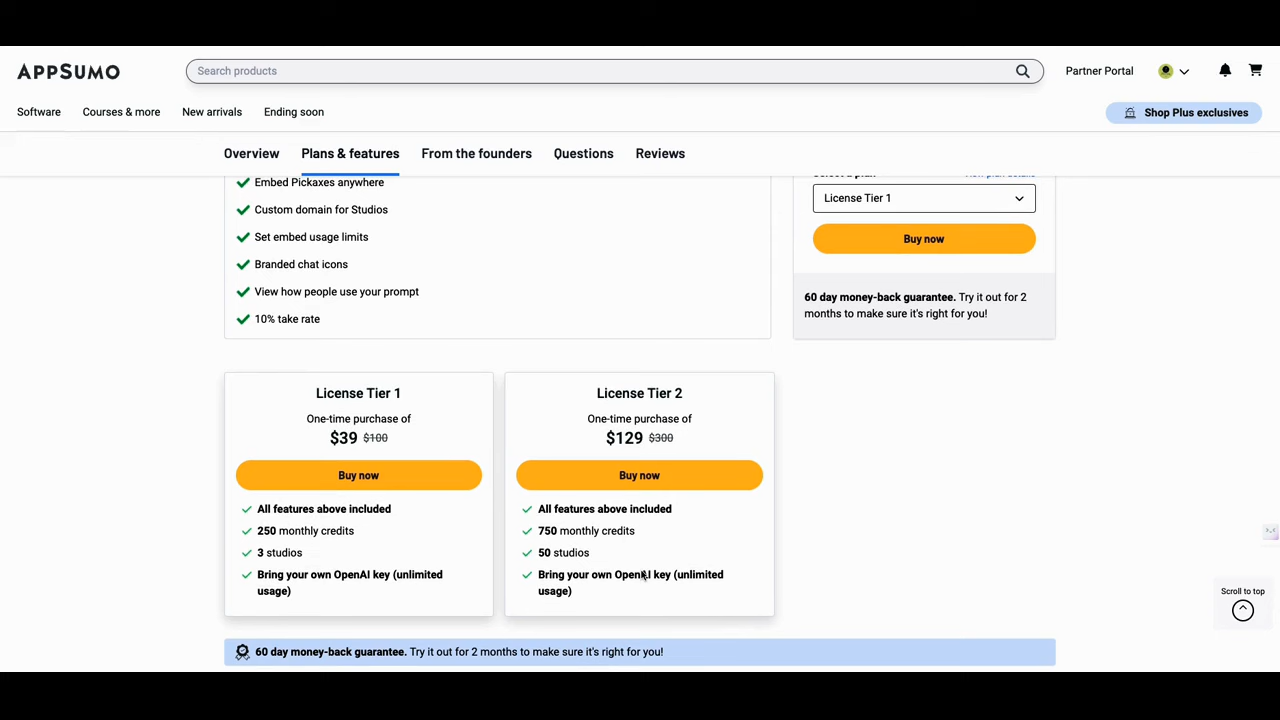 APPSUMO
Search products
Partner Portal
Software
Courses & more
New arrivals
Ending soon
Shop Plus exclusives
Overview
Plans & features
From the founders
Questions
Reviews
Embed Pickaxes anywhere
Custom domain for Studios
Set embed usage limits
Branded chat icons
View how people use your prompt
10% take rate
License Tier 1
Buy now
60 day money-back guarantee. Try it out for 2
months to make sure it's right for you!
License Tier 1
One-time purchase of
$39 $100
Buy now
All features above included
250 monthly credits
3 studios
Bring your own OpenAI key (unlimited
usage)
License Tier 2
One-time purchase of
$129 $300
Buy now
All features above included
750 monthly credits
50 studios
Bring your own OpenAI key (unlimited
usage)
Scroll to top
60 day money-back guarantee. Try it out for 2 months to make sure it's right for you!